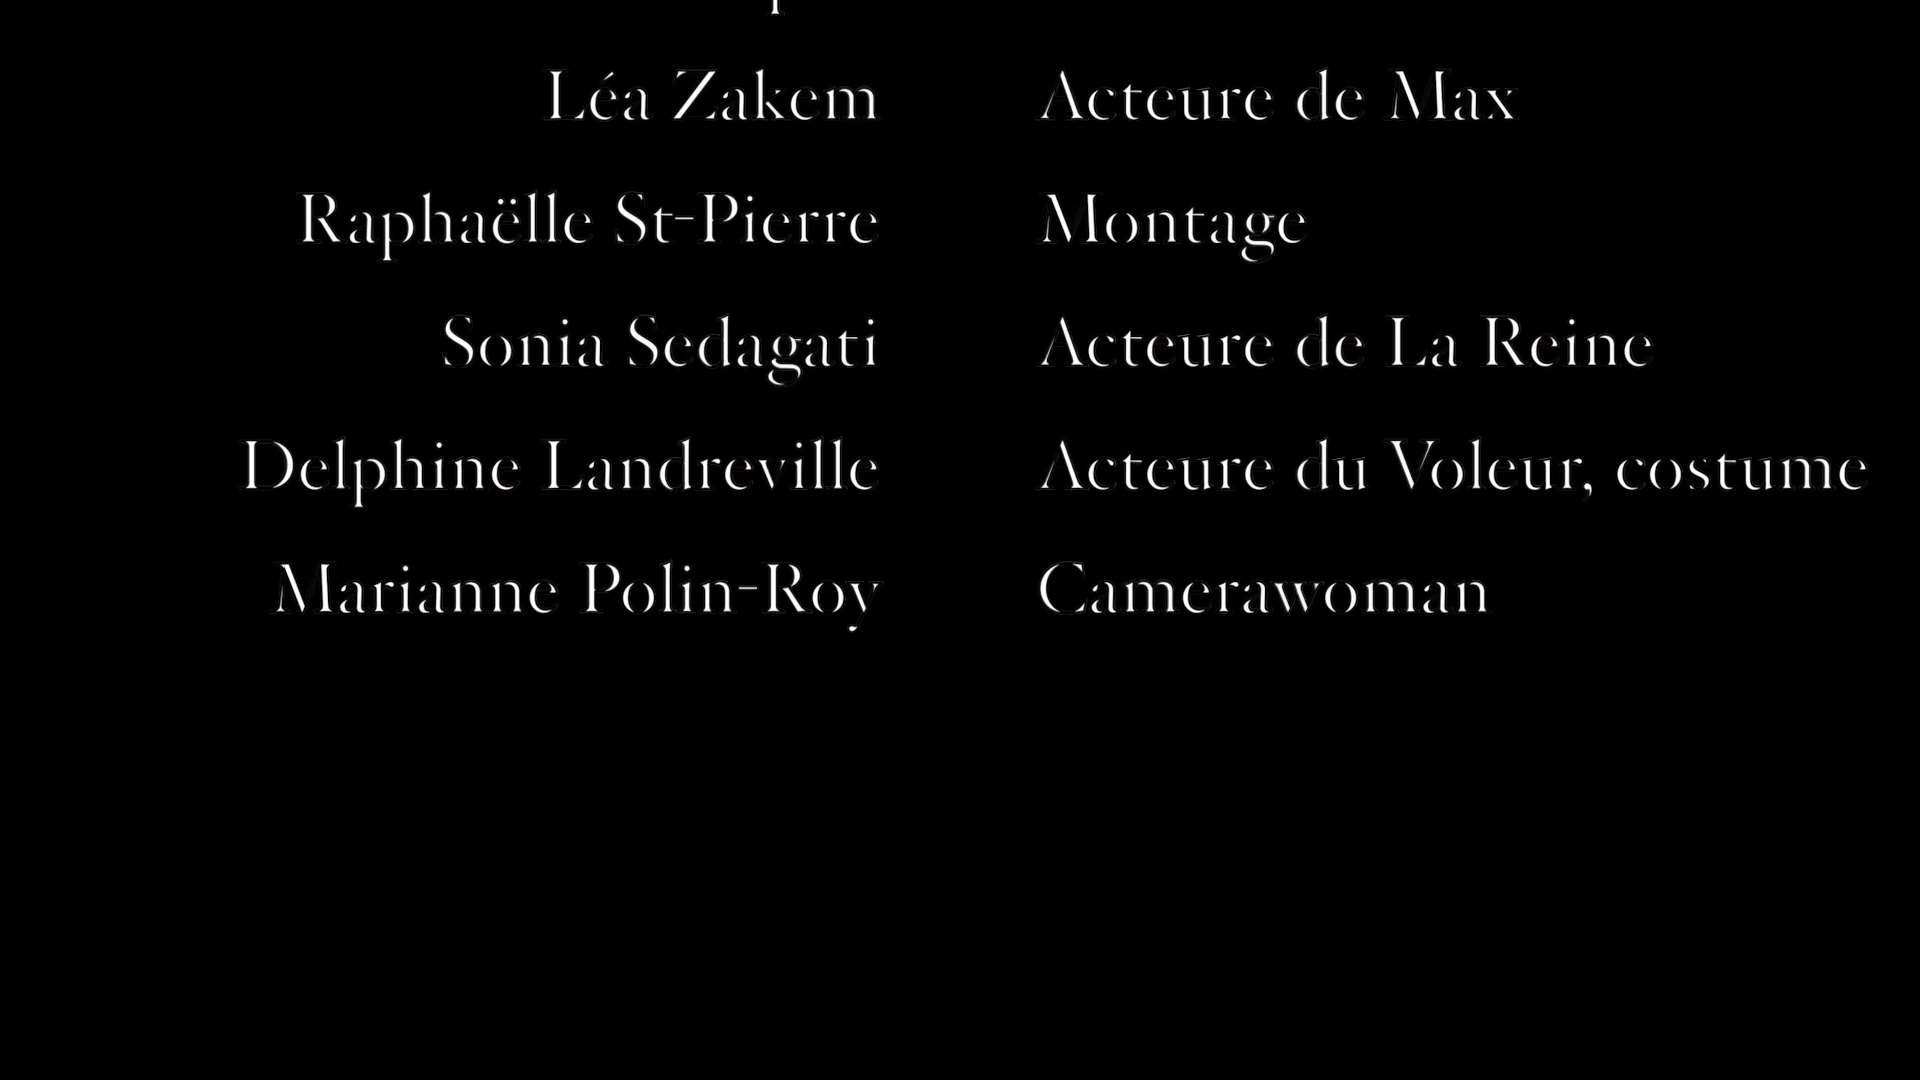 Léa Zakem Acteure de Max
Raphaëlle St-Pierre Montage
Sonia Sedagati Acteure de La Reine
Delphine Landreville Acteure du Voleur, costume
Marianne Polin-Roy Camerawoman